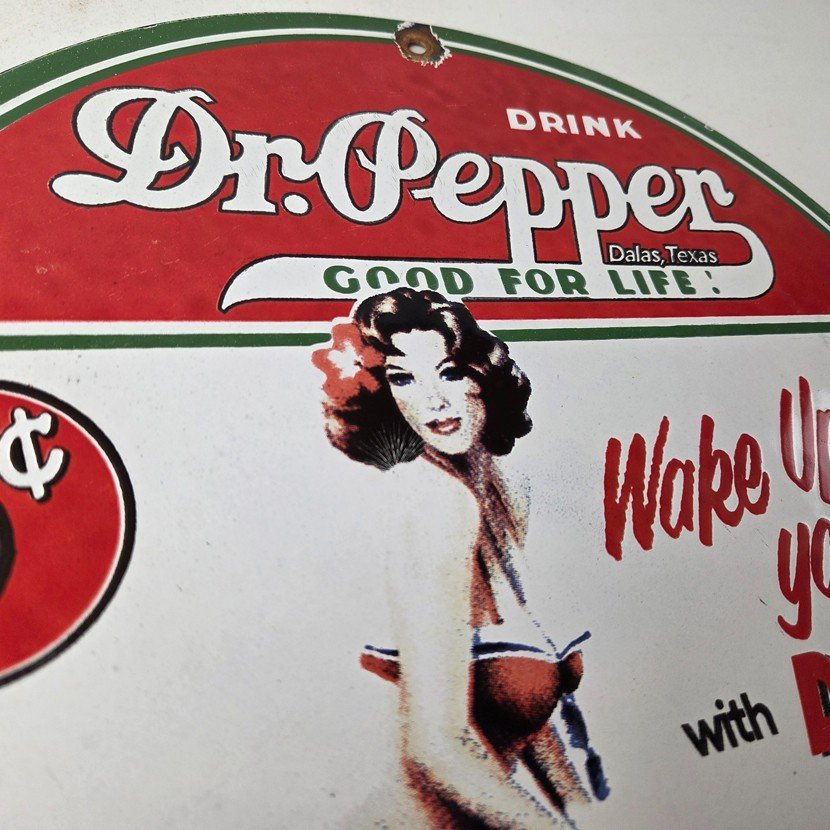 DRINK
Dr. Pepper
Dalas, Texas
GOOD FOR LIFE!
¢
Wake
with